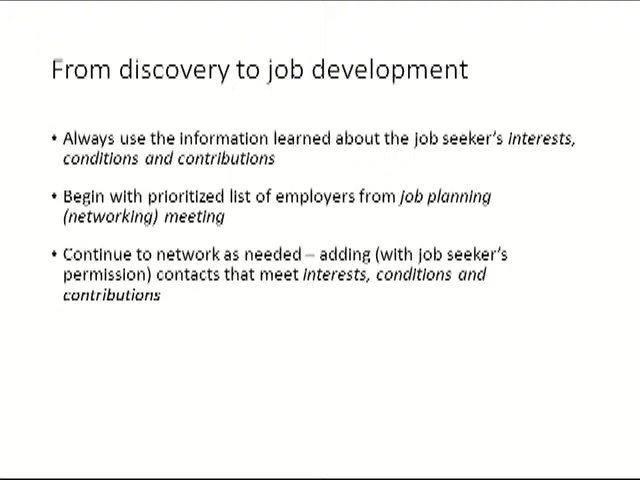 From discovery to job development
• Always use the information learned about the job seeker's interests,
conditions and contributions
• Begin with prioritized list of employers from job planning
(networking) meeting
• Continue to network as needed – adding (with job seeker's
permission) contacts that meet interests, conditions and
contributions